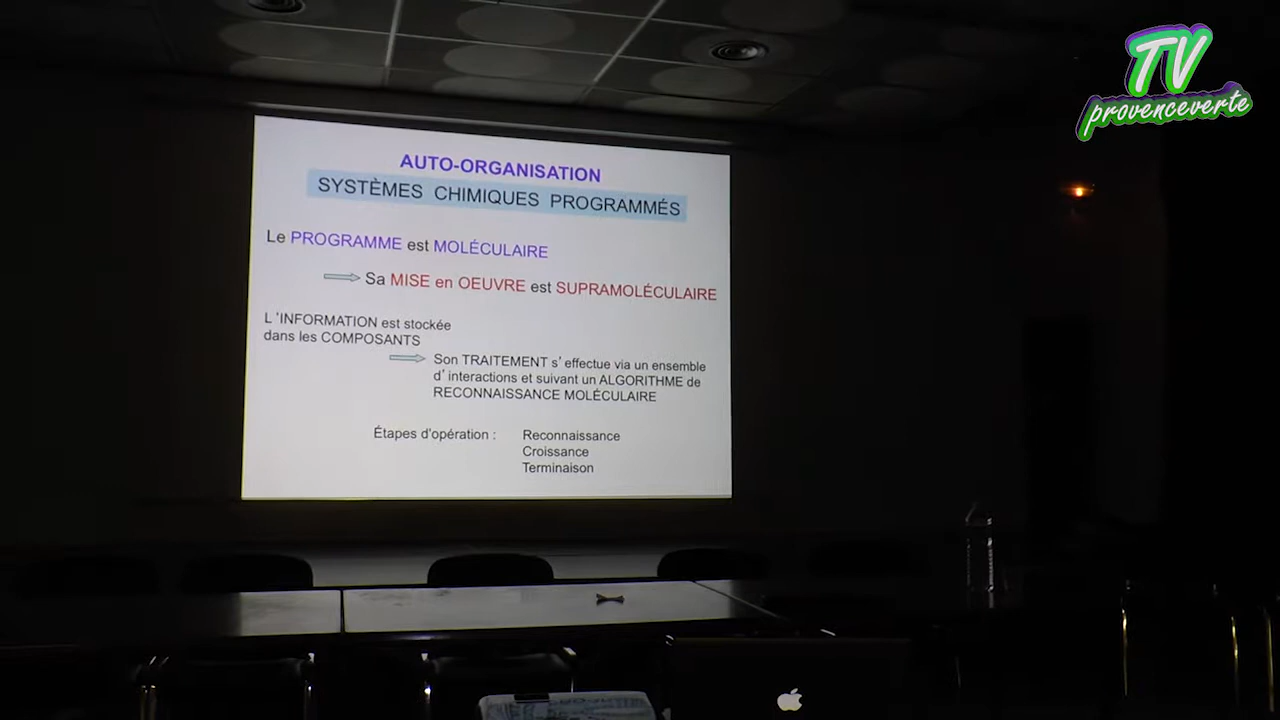 TV
provenceverte
AUTO-ORGANISATION
SYSTÈMES CHIMIQUES PROGRAMMÉS
Le PROGRAMME est MOLÉCULAIRE
Sa MISE en OEUVRE est SUPRAMOLÉCULAIRE
L 'INFORMATION est stockée
dans les COMPOSANTS
Son TRAITEMENT s' effectue via un ensemble
d' interactions et suivant un ALGORITHME de
RECONNAISSANCE MOLÉCULAIRE
Étapes d'opération :
Reconnaissance
Croissance
Terminaison